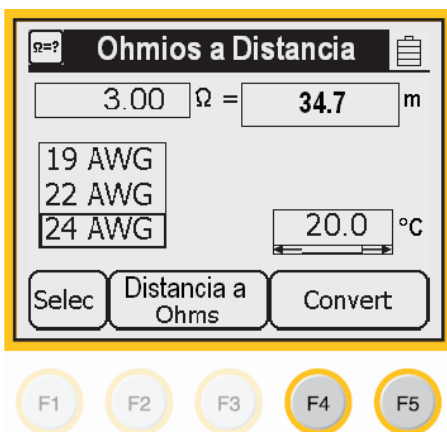 Ω=?
Ohmios a Distancia
3.00 Ω = 34.7 m
19 AWG
22 AWG
24 AWG
20.0 °C
Selec
Distancia a
Ohms
Convert
F1 F2 F3 F4 F5